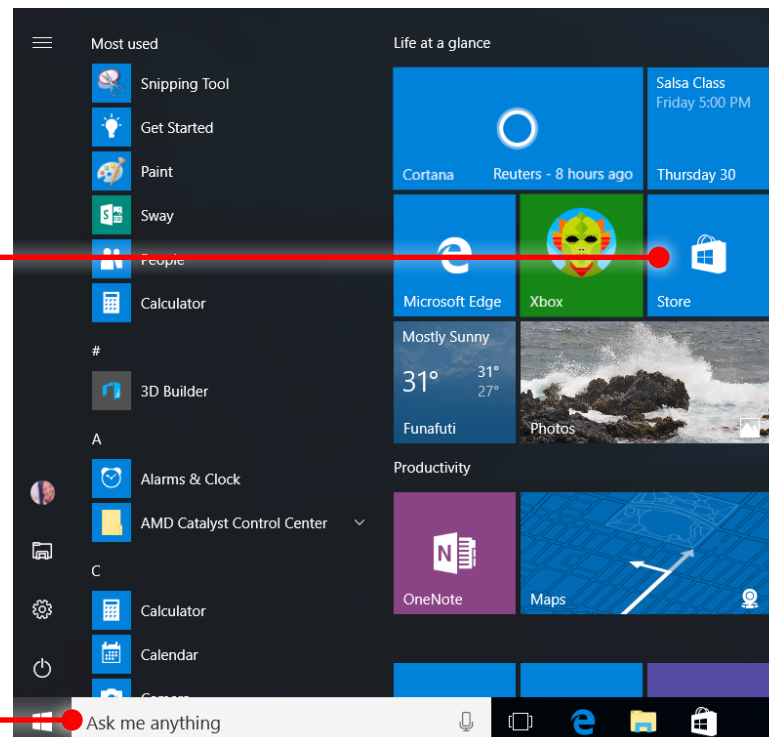 Most used
Snipping Tool
Get Started
Paint
Sway
People
Calculator
#
3D Builder
A
Alarms & Clock
AMD Catalyst Control Center
C
Calculator
Calendar
Camera
Ask me anything
Life at a glance
Cortana
Reuters - 8 hours ago
Salsa Class
Friday 5:00 PM
Thursday 30
Microsoft Edge
Xbox
Store
Mostly Sunny
31°
31°
27°
Funafuti
Photos
Productivity
OneNote
Maps